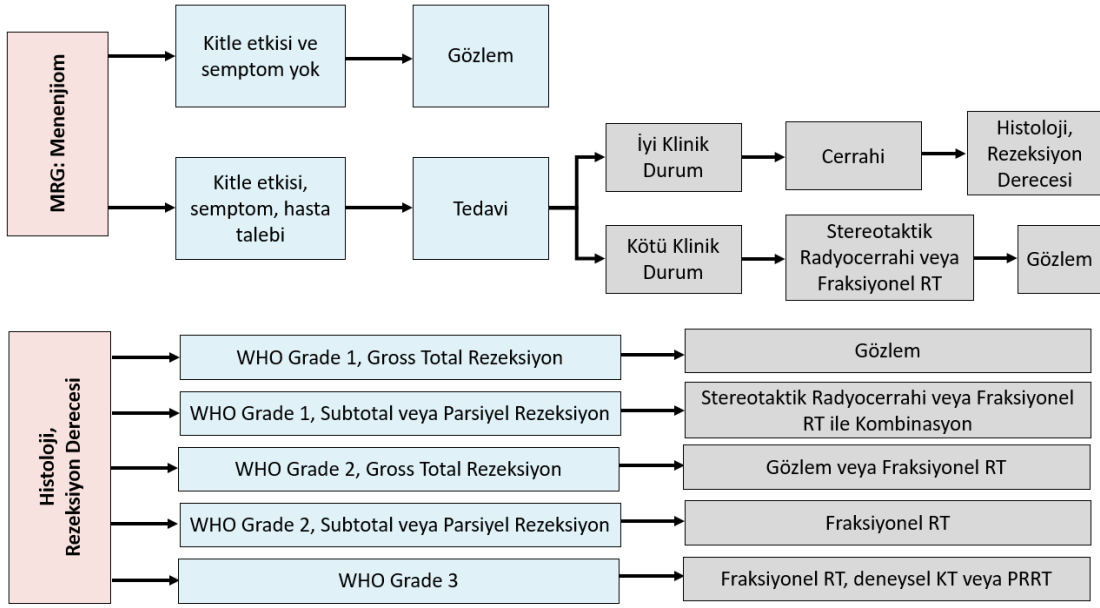 MRG: Menenjiom
Kitle etkisi ve
semptom yok
Gözlem
Kitle etkisi,
semptom, hasta
talebi
Tedavi
İyi Klinik
Durum
Cerrahi
Histoloji,
Rezeksiyon
Derecesi
Kötü Klinik
Durum
Stereotaktik
Radyocerrahi veya
Fraksiyonel RT
Gözlem
Histoloji,
Rezeksiyon Derecesi
WHO Grade 1, Gross Total Rezeksiyon
Gözlem
WHO Grade 1, Subtotal veya Parsiyel Rezeksiyon
Stereotaktik Radyocerrahi veya Fraksiyonel
RT ile Kombinasyon
WHO Grade 2, Gross Total Rezeksiyon
Gözlem veya Fraksiyonel RT
WHO Grade 2, Subtotal veya Parsiyel Rezeksiyon
Fraksiyonel RT
WHO Grade 3
Fraksiyonel RT, deneysel KT veya PRRT